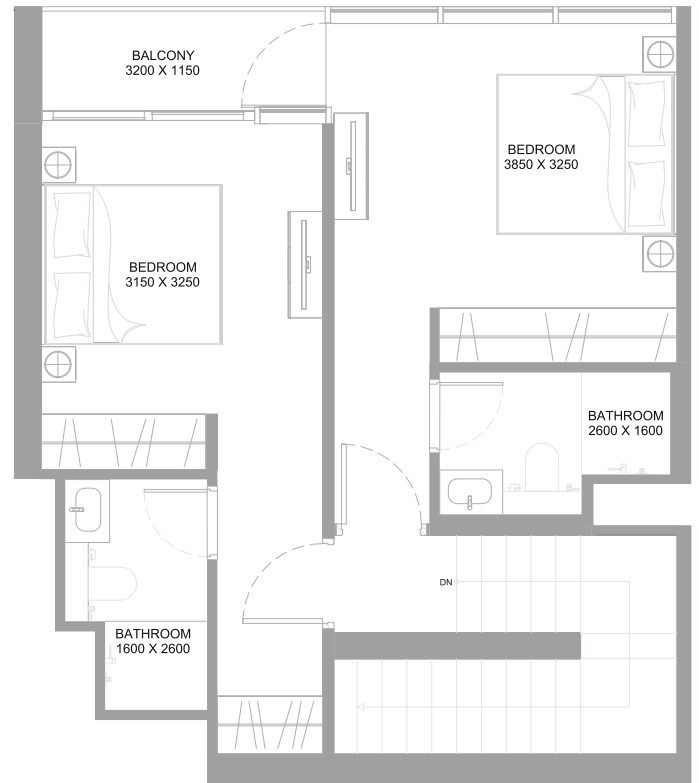 BALCONY
3200 X 1150
BEDROOM
3850 X 3250
BEDROOM
3150 X 3250
BATHROOM
2600 X 1600
DN
BATHROOM
1600 X 2600